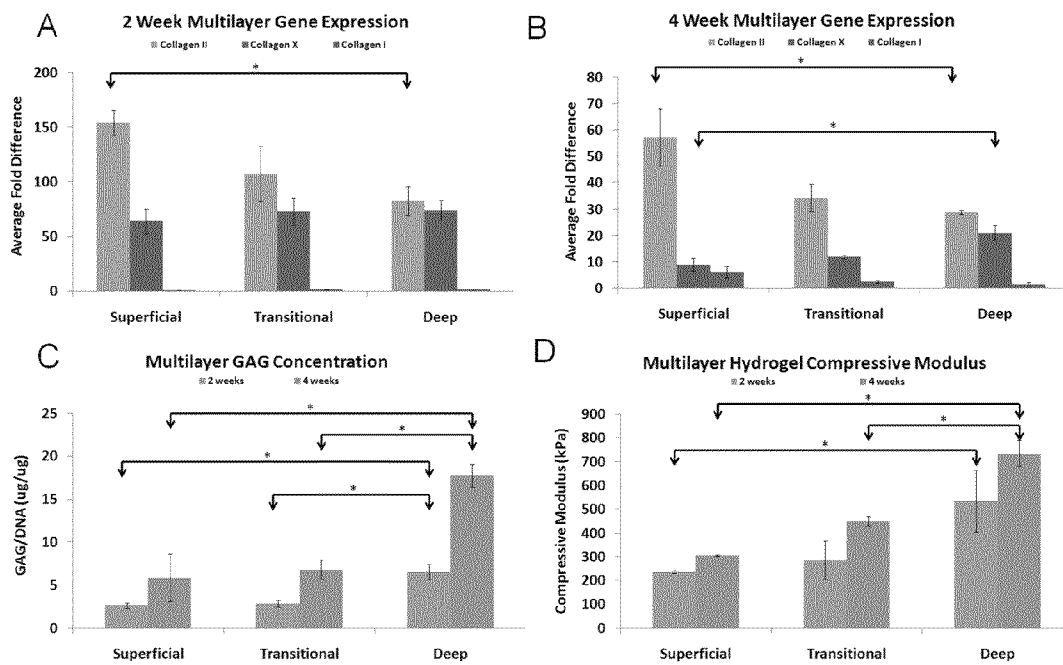 A
2 Week Multilayer Gene Expression
Collagen II Collagen X Collagen I
Average Fold Difference
200
150
100
50
0
*
Superficial Transitional Deep
B
4 Week Multilayer Gene Expression
Collagen II Collagen X Collagen I
Average Fold Difference
80
70
60
50
40
30
20
10
0
*
*
Superficial Transitional Deep
C
Multilayer GAG Concentration
2 weeks 4 weeks
GAG/DNA (ug/ug)
25
20
15
10
5
0
*
*
*
*
Superficial Transitional Deep
D
Multilayer Hydrogel Compressive Modulus
2 weeks 4 weeks
Compressive Modulus (kPa)
900
800
700
600
500
400
300
200
100
0
*
*
*
Superficial Transitional Deep